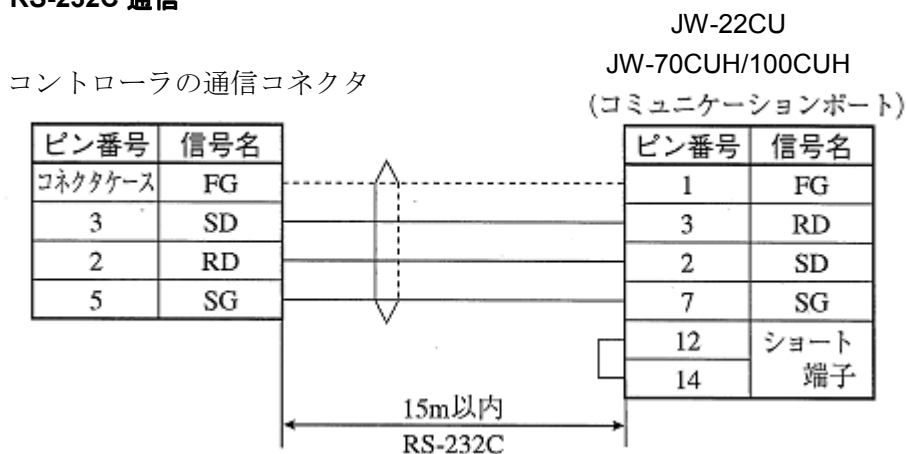 RS-232C 通信
JW-22CU
JW-70CUH/100CUH
コントローラの通信コネクタ
(コミュニケーションポート)
ピン番号 信号名
コネクタケース FG
3 SD
2 RD
5 SG
ピン番号 信号名
1 FG
3 RD
2 SD
7 SG
12 ショート
14 端子
15m以内
RS-232C